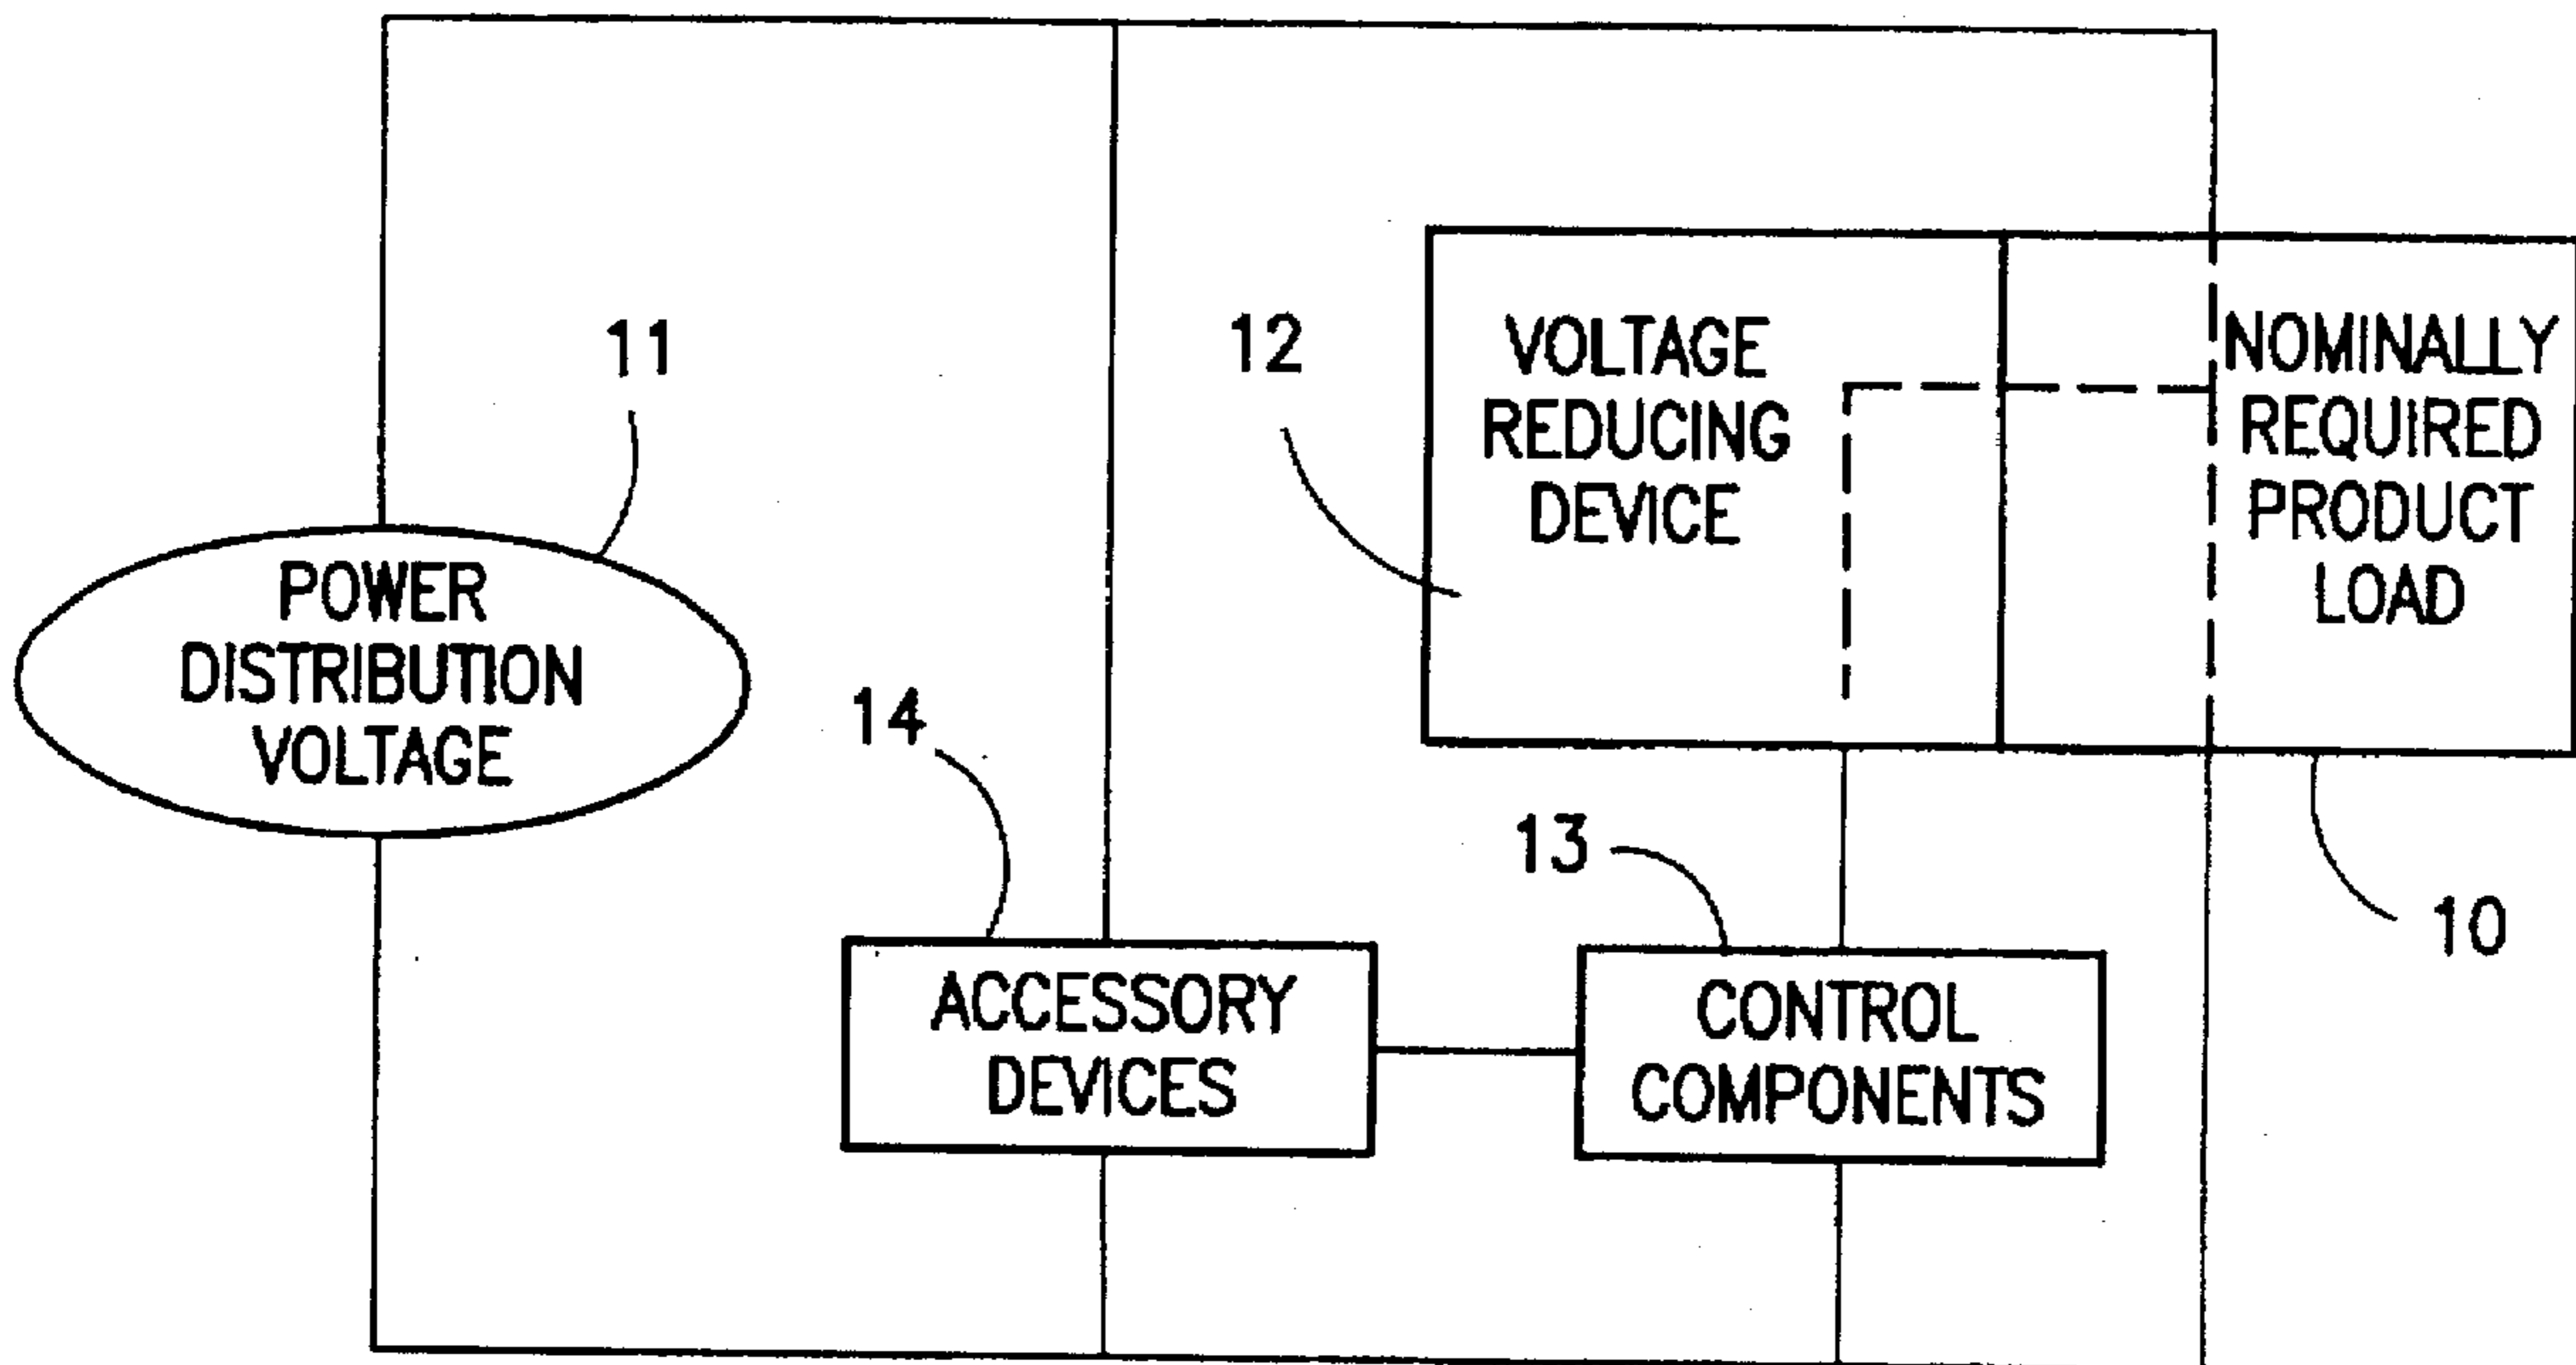 11
POWER
DISTRIBUTION
VOLTAGE
12
VOLTAGE
REDUCING
DEVICE
NOMINALLY
REQUIRED
PRODUCT
LOAD
10
14
ACCESSORY
DEVICES
13
CONTROL
COMPONENTS